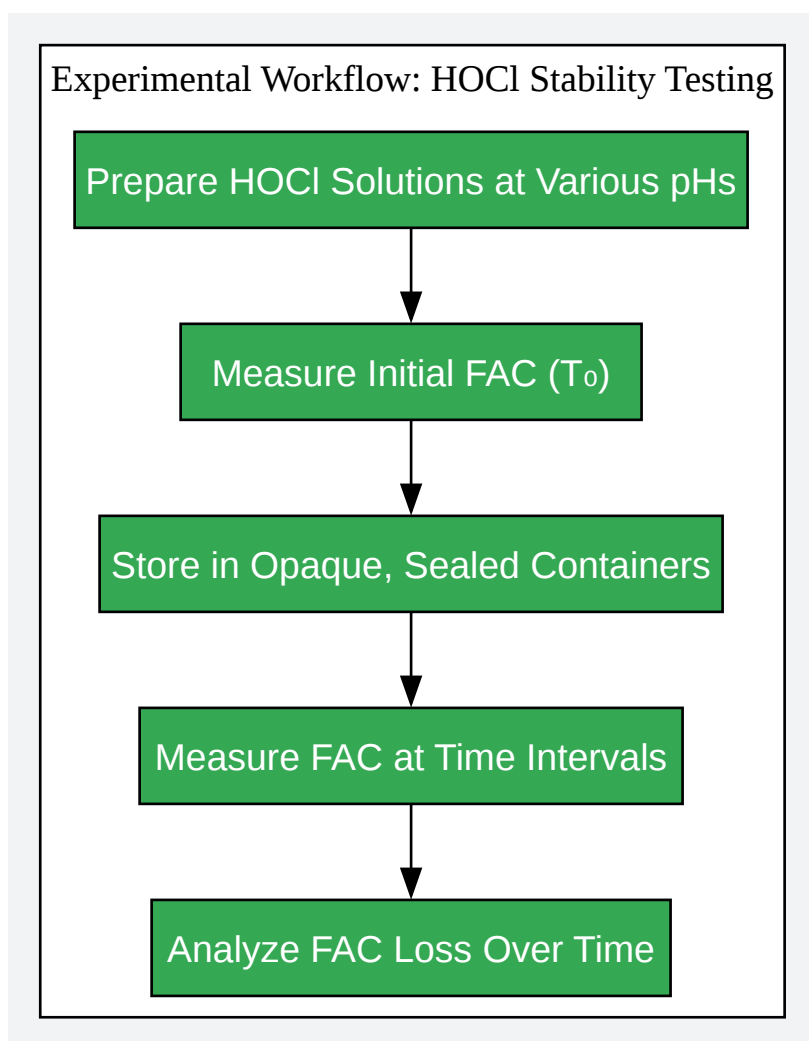 Experimental Workflow: HOCl Stability Testing
Prepare HOCl Solutions at Various pHs
Measure Initial FAC (T₀)
Store in Opaque, Sealed Containers
Measure FAC at Time Intervals
Analyze FAC Loss Over Time